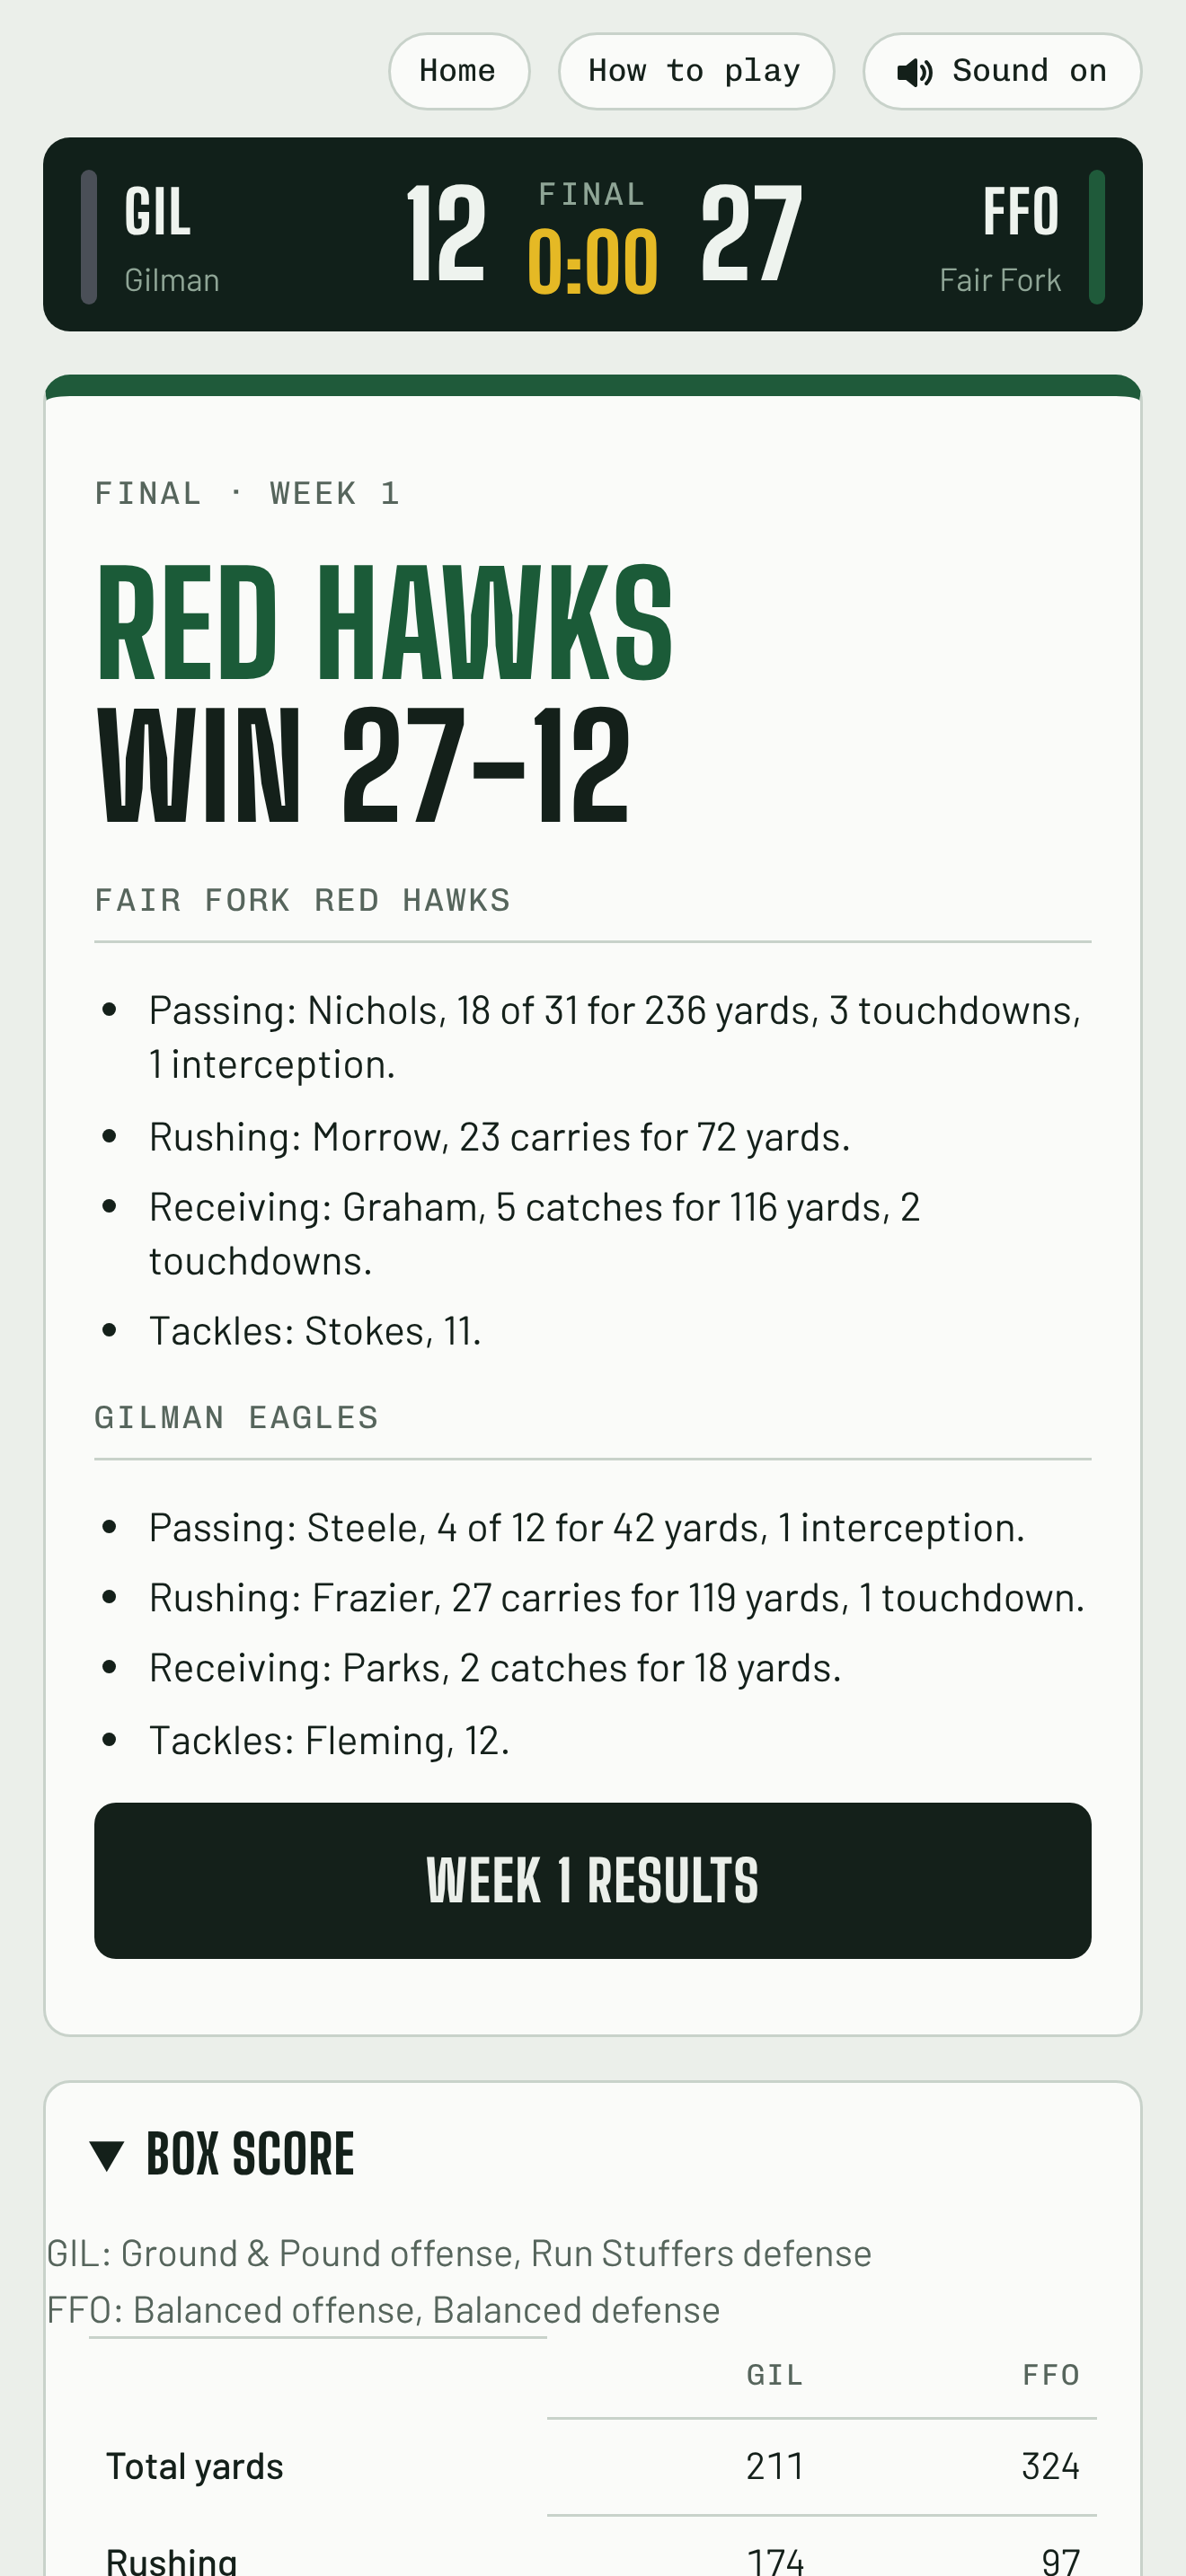 Home How to play Sound on
GIL 12 FINAL 27 FFO
Gilman 0:00 Fair Fork
FINAL · WEEK 1
RED HAWKS
WIN 27–12
FAIR FORK RED HAWKS
• Passing: Nichols, 18 of 31 for 236 yards, 3 touchdowns,
1 interception.
• Rushing: Morrow, 23 carries for 72 yards.
• Receiving: Graham, 5 catches for 116 yards, 2
touchdowns.
• Tackles: Stokes, 11.
GILMAN EAGLES
• Passing: Steele, 4 of 12 for 42 yards, 1 interception.
• Rushing: Frazier, 27 carries for 119 yards, 1 touchdown.
• Receiving: Parks, 2 catches for 18 yards.
• Tackles: Fleming, 12.
WEEK 1 RESULTS
▼ BOX SCORE
GIL: Ground & Pound offense, Run Stuffers defense
FFO: Balanced offense, Balanced defense
GIL FFO
Total yards 211 324
Rushing 174 97